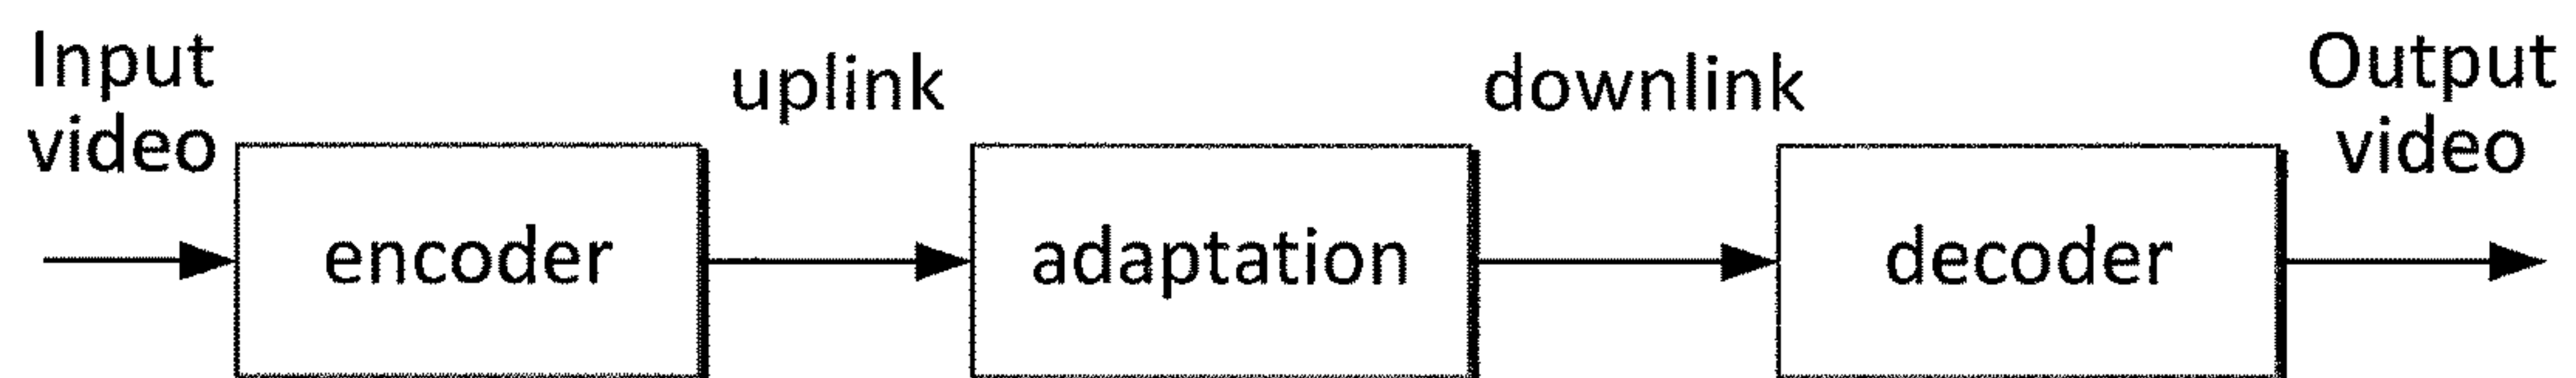 Input
video
uplink
downlink
Output
video
encoder
adaptation
decoder